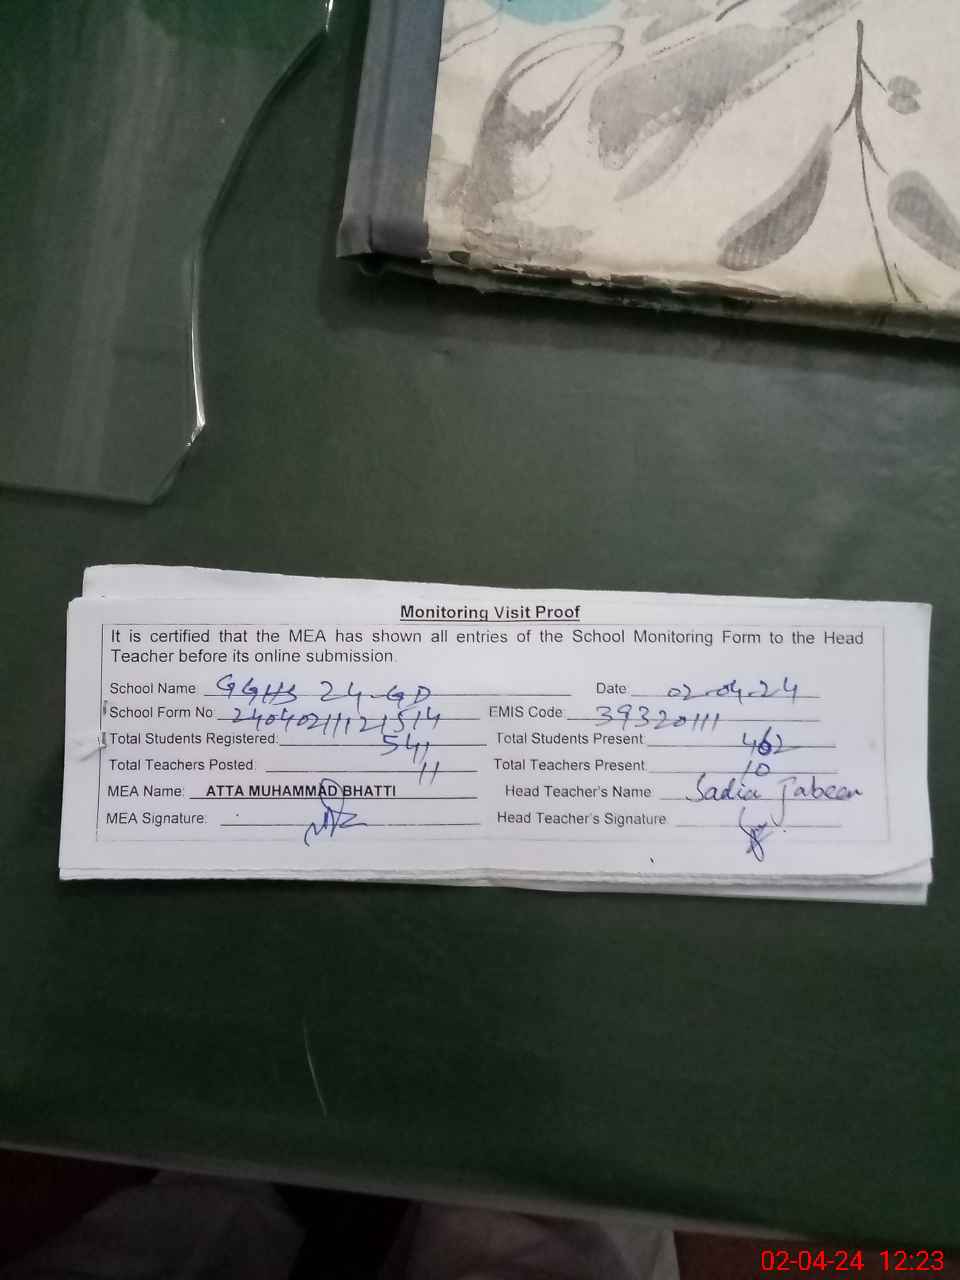 Monitoring Visit Proof
It is certified that the MEA has shown all entries of the School Monitoring Form to the Head
Teacher before its online submission.
School Name GGHS 24-GD Date: 02-04-24
School Form No: 240402111121514 EMIS Code: 39320111
Total Students Registered: 541 Total Students Present: 462
Total Teachers Posted: 11 Total Teachers Present: 10
MEA Name: ATTA MUHAMMAD BHATTI Head Teacher's Name Sadia Jabeen
MEA Signature: Head Teacher's Signature
02-04-24 12:23